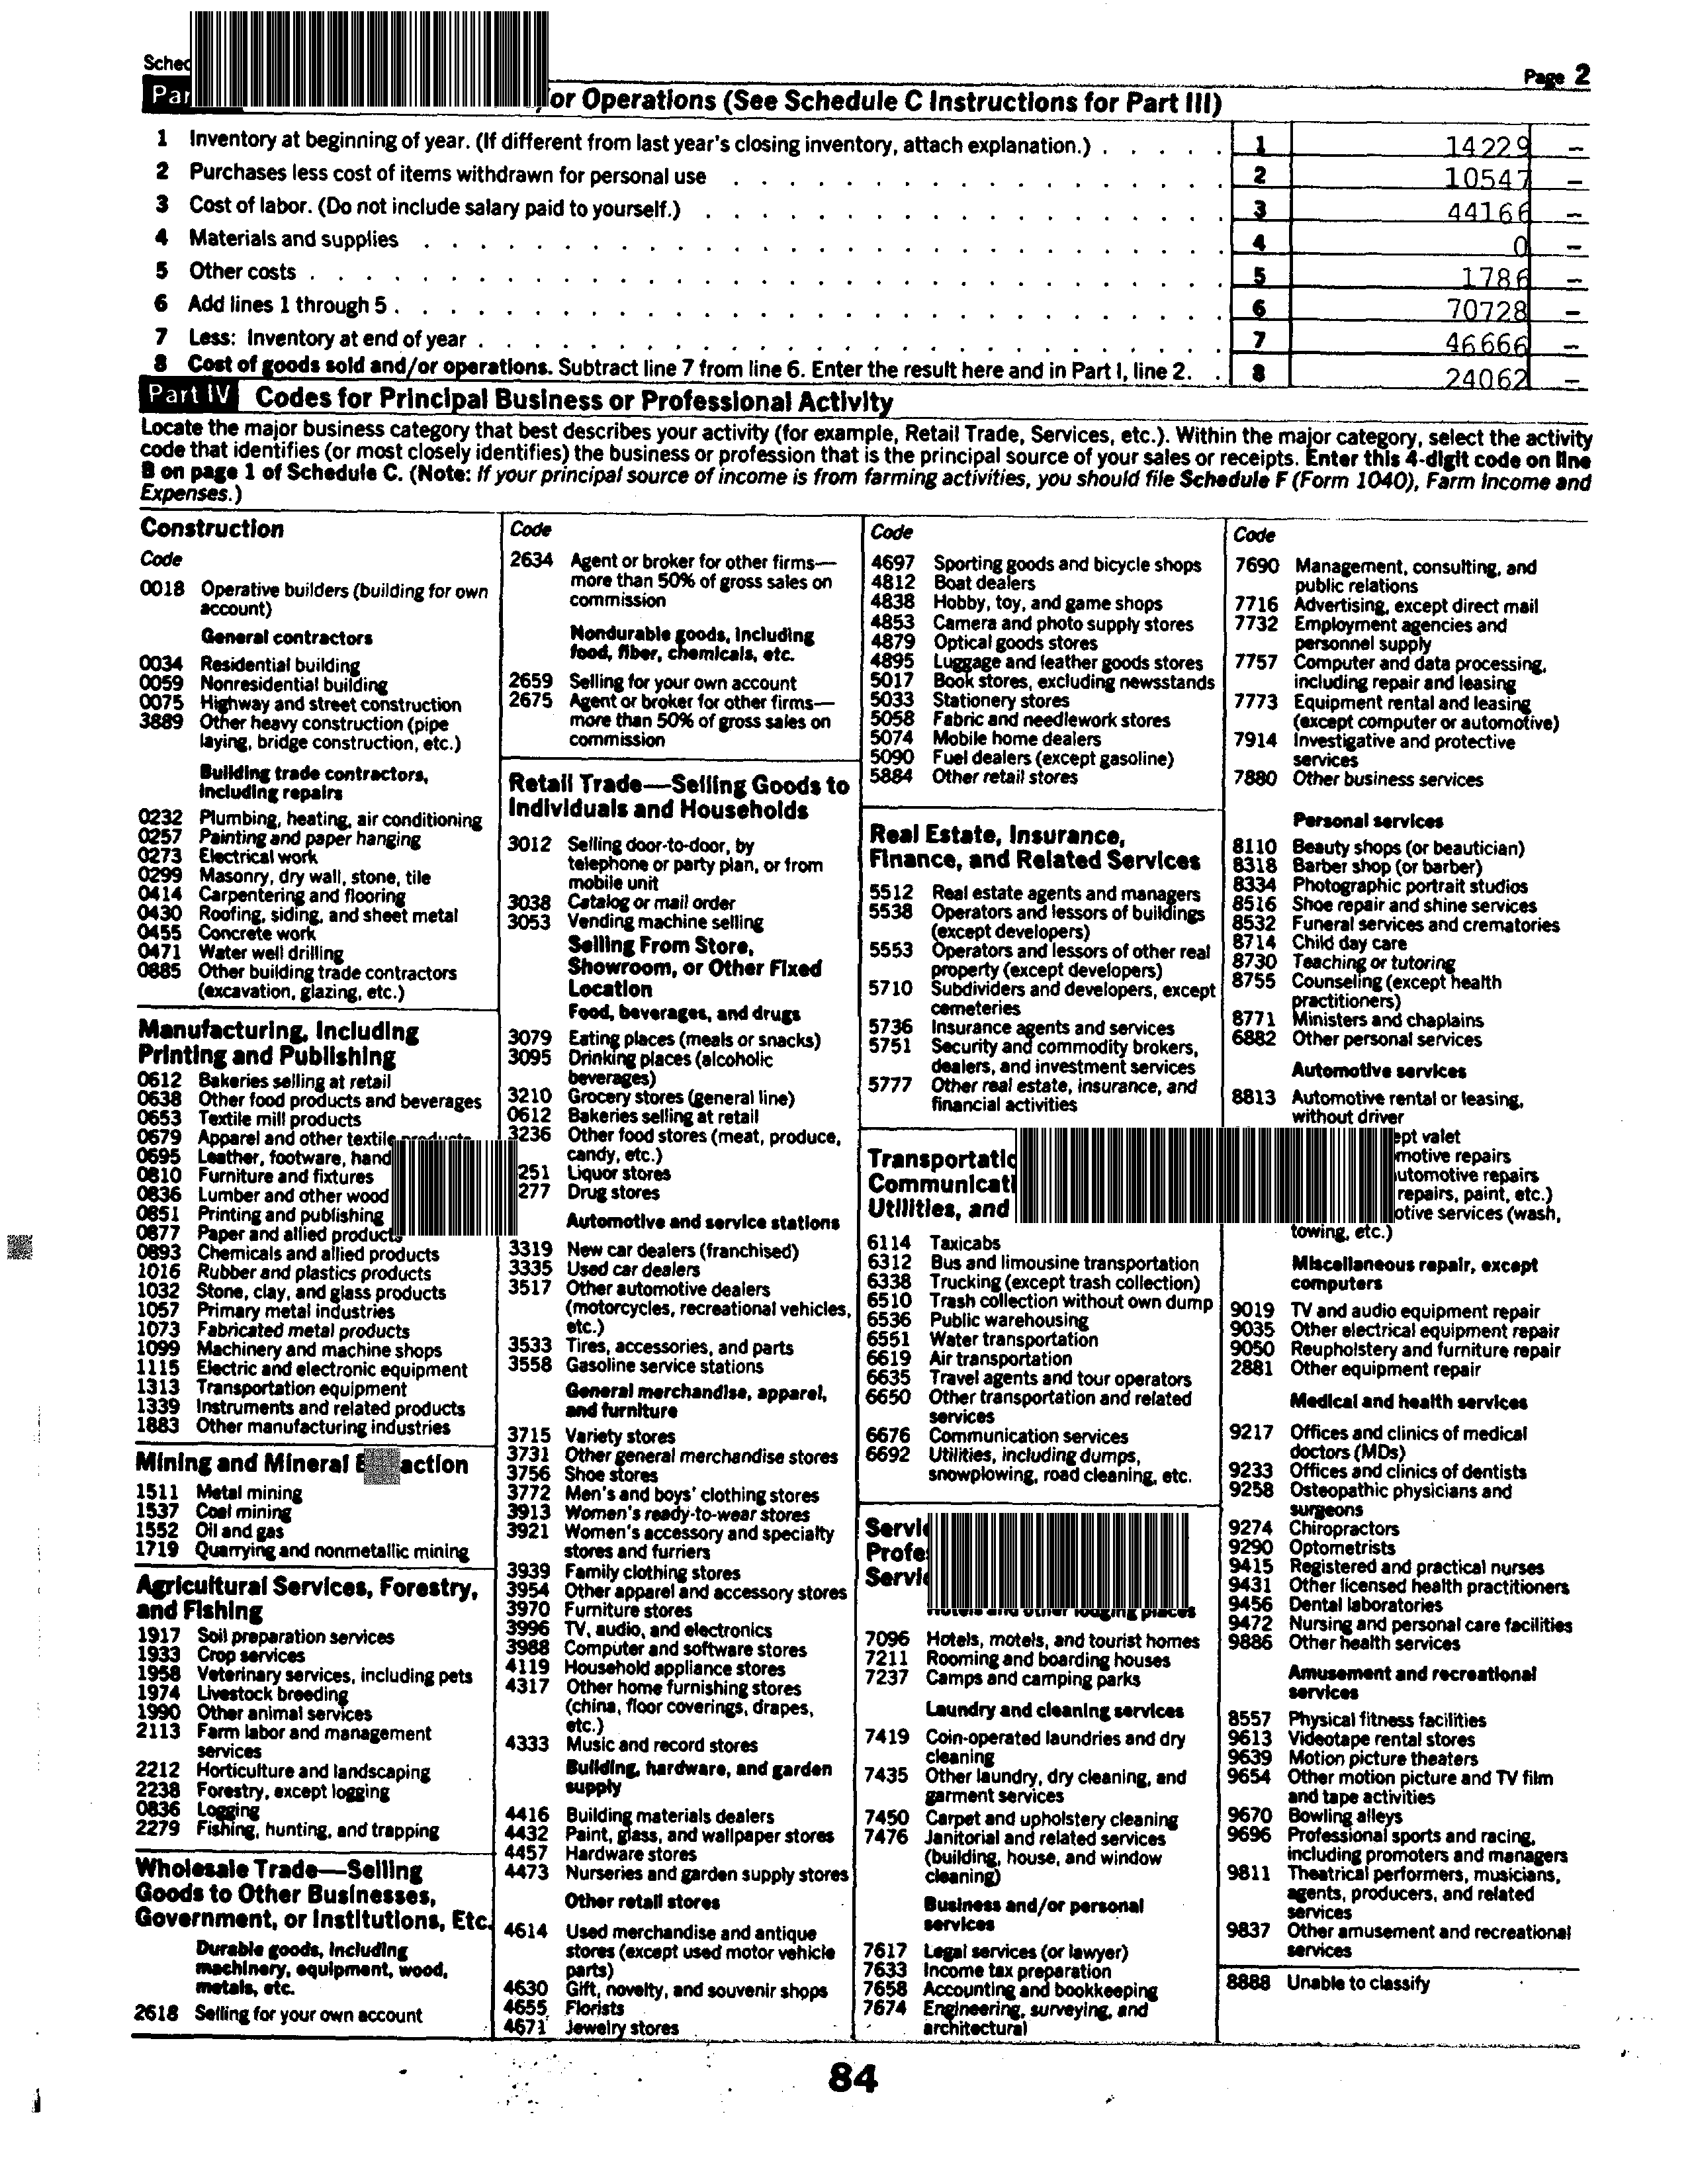 Page 2
or Operations (See Schedule C Instructions for Part III)
1 Inventory at beginning of year. (If different from last year's closing inventory, attach explanation.) . . . . . 1 14229 –
2 Purchases less cost of items withdrawn for personal use 2 10547 –
3 Cost of labor. (Do not include salary paid to yourself.) 3 44166 –
4 Materials and supplies 4 0 –
5 Other costs 5 1786 –
6 Add lines 1 through 5 6 70728 –
7 Less: Inventory at end of year 7 46666 –
8 Cost of goods sold and/or operations. Subtract line 7 from line 6. Enter the result here and in Part I, line 2. . 8 24062 –
Part IV Codes for Principal Business or Professional Activity
Locate the major business category that best describes your activity (for example, Retail Trade, Services, etc.). Within the major category, select the activity
code that identifies (or most closely identifies) the business or profession that is the principal source of your sales or receipts. Enter this 4-digit code on line
B on page 1 of Schedule C. (Note: If your principal source of income is from farming activities, you should file Schedule F (Form 1040), Farm Income and
Expenses.)
Construction
Code
0018 Operative builders (building for own
account)
General contractors
0034 Residential building
0059 Nonresidential building
0075 Highway and street construction
3889 Other heavy construction (pipe
laying, bridge construction, etc.)
Building trade contractors,
including repairs
0232 Plumbing, heating, air conditioning
0257 Painting and paper hanging
0273 Electrical work
0299 Masonry, dry wall, stone, tile
0414 Carpentering and flooring
0430 Roofing, siding, and sheet metal
0455 Concrete work
0471 Water well drilling
0885 Other building trade contractors
(excavation, glazing, etc.)
Manufacturing, Including
Printing and Publishing
0612 Bakeries selling at retail
0638 Other food products and beverages
0653 Textile mill products
0679 Apparel and other textile products
0695 Leather, footware, hand
0810 Furniture and fixtures
0836 Lumber and other wood
0851 Printing and publishing
0877 Paper and allied products
0893 Chemicals and allied products
1016 Rubber and plastics products
1032 Stone, clay, and glass products
1057 Primary metal industries
1073 Fabricated metal products
1099 Machinery and machine shops
1115 Electric and electronic equipment
1313 Transportation equipment
1339 Instruments and related products
1883 Other manufacturing industries
Mining and Mineral E action
1511 Metal mining
1537 Coal mining
1552 Oil and gas
1719 Quarrying and nonmetallic mining
Agricultural Services, Forestry,
and Fishing
1917 Soil preparation services
1933 Crop services
1958 Veterinary services, including pets
1974 Livestock breeding
1990 Other animal services
2113 Farm labor and management
services
2212 Horticulture and landscaping
2238 Forestry, except logging
0836 Logging
2279 Fishing, hunting, and trapping
Wholesale Trade—Selling
Goods to Other Businesses,
Government, or Institutions, Etc.
Durable goods, including
machinery, equipment, wood,
metals, etc.
2618 Selling for your own account
Code
2634 Agent or broker for other firms—
more than 50% of gross sales on
commission
Nondurable goods, including
food, fiber, chemicals, etc.
2659 Selling for your own account
2675 Agent or broker for other firms—
more than 50% of gross sales on
commission
Retail Trade—Selling Goods to
Individuals and Households
3012 Selling door-to-door, by
telephone or party plan, or from
mobile unit
3038 Catalog or mail order
3053 Vending machine selling
Selling From Store,
Showroom, or Other Fixed
Location
Food, beverages, and drugs
3079 Eating places (meals or snacks)
3095 Drinking places (alcoholic
beverages)
3210 Grocery stores (general line)
0612 Bakeries selling at retail
3236 Other food stores (meat, produce,
candy, etc.)
251 Liquor stores
277 Drug stores
Automotive and service stations
3319 New car dealers (franchised)
3335 Used car dealers
3517 Other automotive dealers
(motorcycles, recreational vehicles,
etc.)
3533 Tires, accessories, and parts
3558 Gasoline service stations
General merchandise, apparel,
and furniture
3715 Variety stores
3731 Other general merchandise stores
3756 Shoe stores
3772 Men's and boys' clothing stores
3913 Women's ready-to-wear stores
3921 Women's accessory and specialty
stores and furriers
3939 Family clothing stores
3954 Other apparel and accessory stores
3970 Furniture stores
3996 TV, audio, and electronics
3988 Computer and software stores
4119 Household appliance stores
4317 Other home furnishing stores
(china, floor coverings, drapes,
etc.)
4333 Music and record stores
Building, hardware, and garden
supply
4416 Building materials dealers
4432 Paint, glass, and wallpaper stores
4457 Hardware stores
4473 Nurseries and garden supply stores
Other retail stores
4614 Used merchandise and antique
stores (except used motor vehicle
parts)
4630 Gift, novelty, and souvenir shops
4655 Florists
4671 Jewelry stores
Code
4697 Sporting goods and bicycle shops
4812 Boat dealers
4838 Hobby, toy, and game shops
4853 Camera and photo supply stores
4879 Optical goods stores
4895 Luggage and leather goods stores
5017 Book stores, excluding newsstands
5033 Stationery stores
5058 Fabric and needlework stores
5074 Mobile home dealers
5090 Fuel dealers (except gasoline)
5884 Other retail stores
Real Estate, Insurance,
Finance, and Related Services
5512 Real estate agents and managers
5538 Operators and lessors of buildings
(except developers)
5553 Operators and lessors of other real
property (except developers)
5710 Subdividers and developers, except
cemeteries
5736 Insurance agents and services
5751 Security and commodity brokers,
dealers, and investment services
5777 Other real estate, insurance, and
financial activities
Transportatic
Communicati
Utilities, and
6114 Taxicabs
6312 Bus and limousine transportation
6338 Trucking (except trash collection)
6510 Trash collection without own dump
6536 Public warehousing
6551 Water transportation
6619 Air transportation
6635 Travel agents and tour operators
6650 Other transportation and related
services
6676 Communication services
6692 Utilities, including dumps,
snowplowing, road cleaning, etc.
Servi
Profe
Servi
Hotels and other lodging places
7096 Hotels, motels, and tourist homes
7211 Rooming and boarding houses
7237 Camps and camping parks
Laundry and cleaning services
7419 Coin-operated laundries and dry
cleaning
7435 Other laundry, dry cleaning, and
garment services
7450 Carpet and upholstery cleaning
7476 Janitorial and related services
(building, house, and window
cleaning)
Business and/or personal
services
7617 Legal services (or lawyer)
7633 Income tax preparation
7658 Accounting and bookkeeping
7674 Engineering, surveying, and
architectural
Code
7690 Management, consulting, and
public relations
7716 Advertising, except direct mail
7732 Employment agencies and
personnel supply
7757 Computer and data processing,
including repair and leasing
7773 Equipment rental and leasing
(except computer or automotive)
7914 Investigative and protective
services
7880 Other business services
Personal services
8110 Beauty shops (or beautician)
8318 Barber shop (or barber)
8334 Photographic portrait studios
8516 Shoe repair and shine services
8532 Funeral services and crematories
8714 Child day care
8730 Teaching or tutoring
8755 Counseling (except health
practitioners)
8771 Ministers and chaplains
6882 Other personal services
Automotive services
8813 Automotive rental or leasing,
without driver
ept valet
motive repairs
utomotive repairs
repairs, paint, etc.)
otive services (wash,
towing, etc.)
Miscellaneous repair, except
computers
9019 TV and audio equipment repair
9035 Other electrical equipment repair
9050 Reupholstery and furniture repair
2881 Other equipment repair
Medical and health services
9217 Offices and clinics of medical
doctors (MDs)
9233 Offices and clinics of dentists
9258 Osteopathic physicians and
surgeons
9274 Chiropractors
9290 Optometrists
9415 Registered and practical nurses
9431 Other licensed health practitioners
9456 Dental laboratories
9472 Nursing and personal care facilities
9886 Other health services
Amusement and recreational
services
8557 Physical fitness facilities
9613 Videotape rental stores
9639 Motion picture theaters
9654 Other motion picture and TV film
and tape activities
9670 Bowling alleys
9696 Professional sports and racing,
including promoters and managers
9811 Theatrical performers, musicians,
agents, producers, and related
services
9837 Other amusement and recreational
services
8888 Unable to classify
84